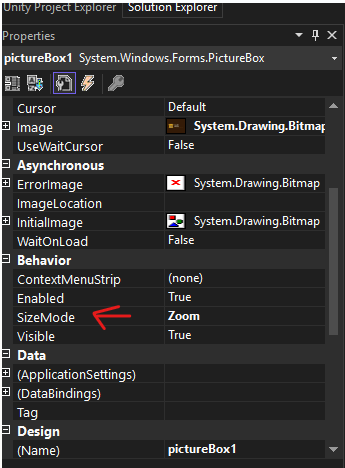 Unity Project Explorer Solution Explorer
Properties
pictureBox1 System.Windows.Forms.PictureBox
Cursor Default
Image System.Drawing.Bitmap
UseWaitCursor False
Asynchronous
ErrorImage System.Drawing.Bitmap
ImageLocation
InitialImage System.Drawing.Bitmap
WaitOnLoad False
Behavior
ContextMenuStrip (none)
Enabled True
SizeMode Zoom
Visible True
Data
(ApplicationSettings)
(DataBindings)
Tag
Design
(Name) pictureBox1